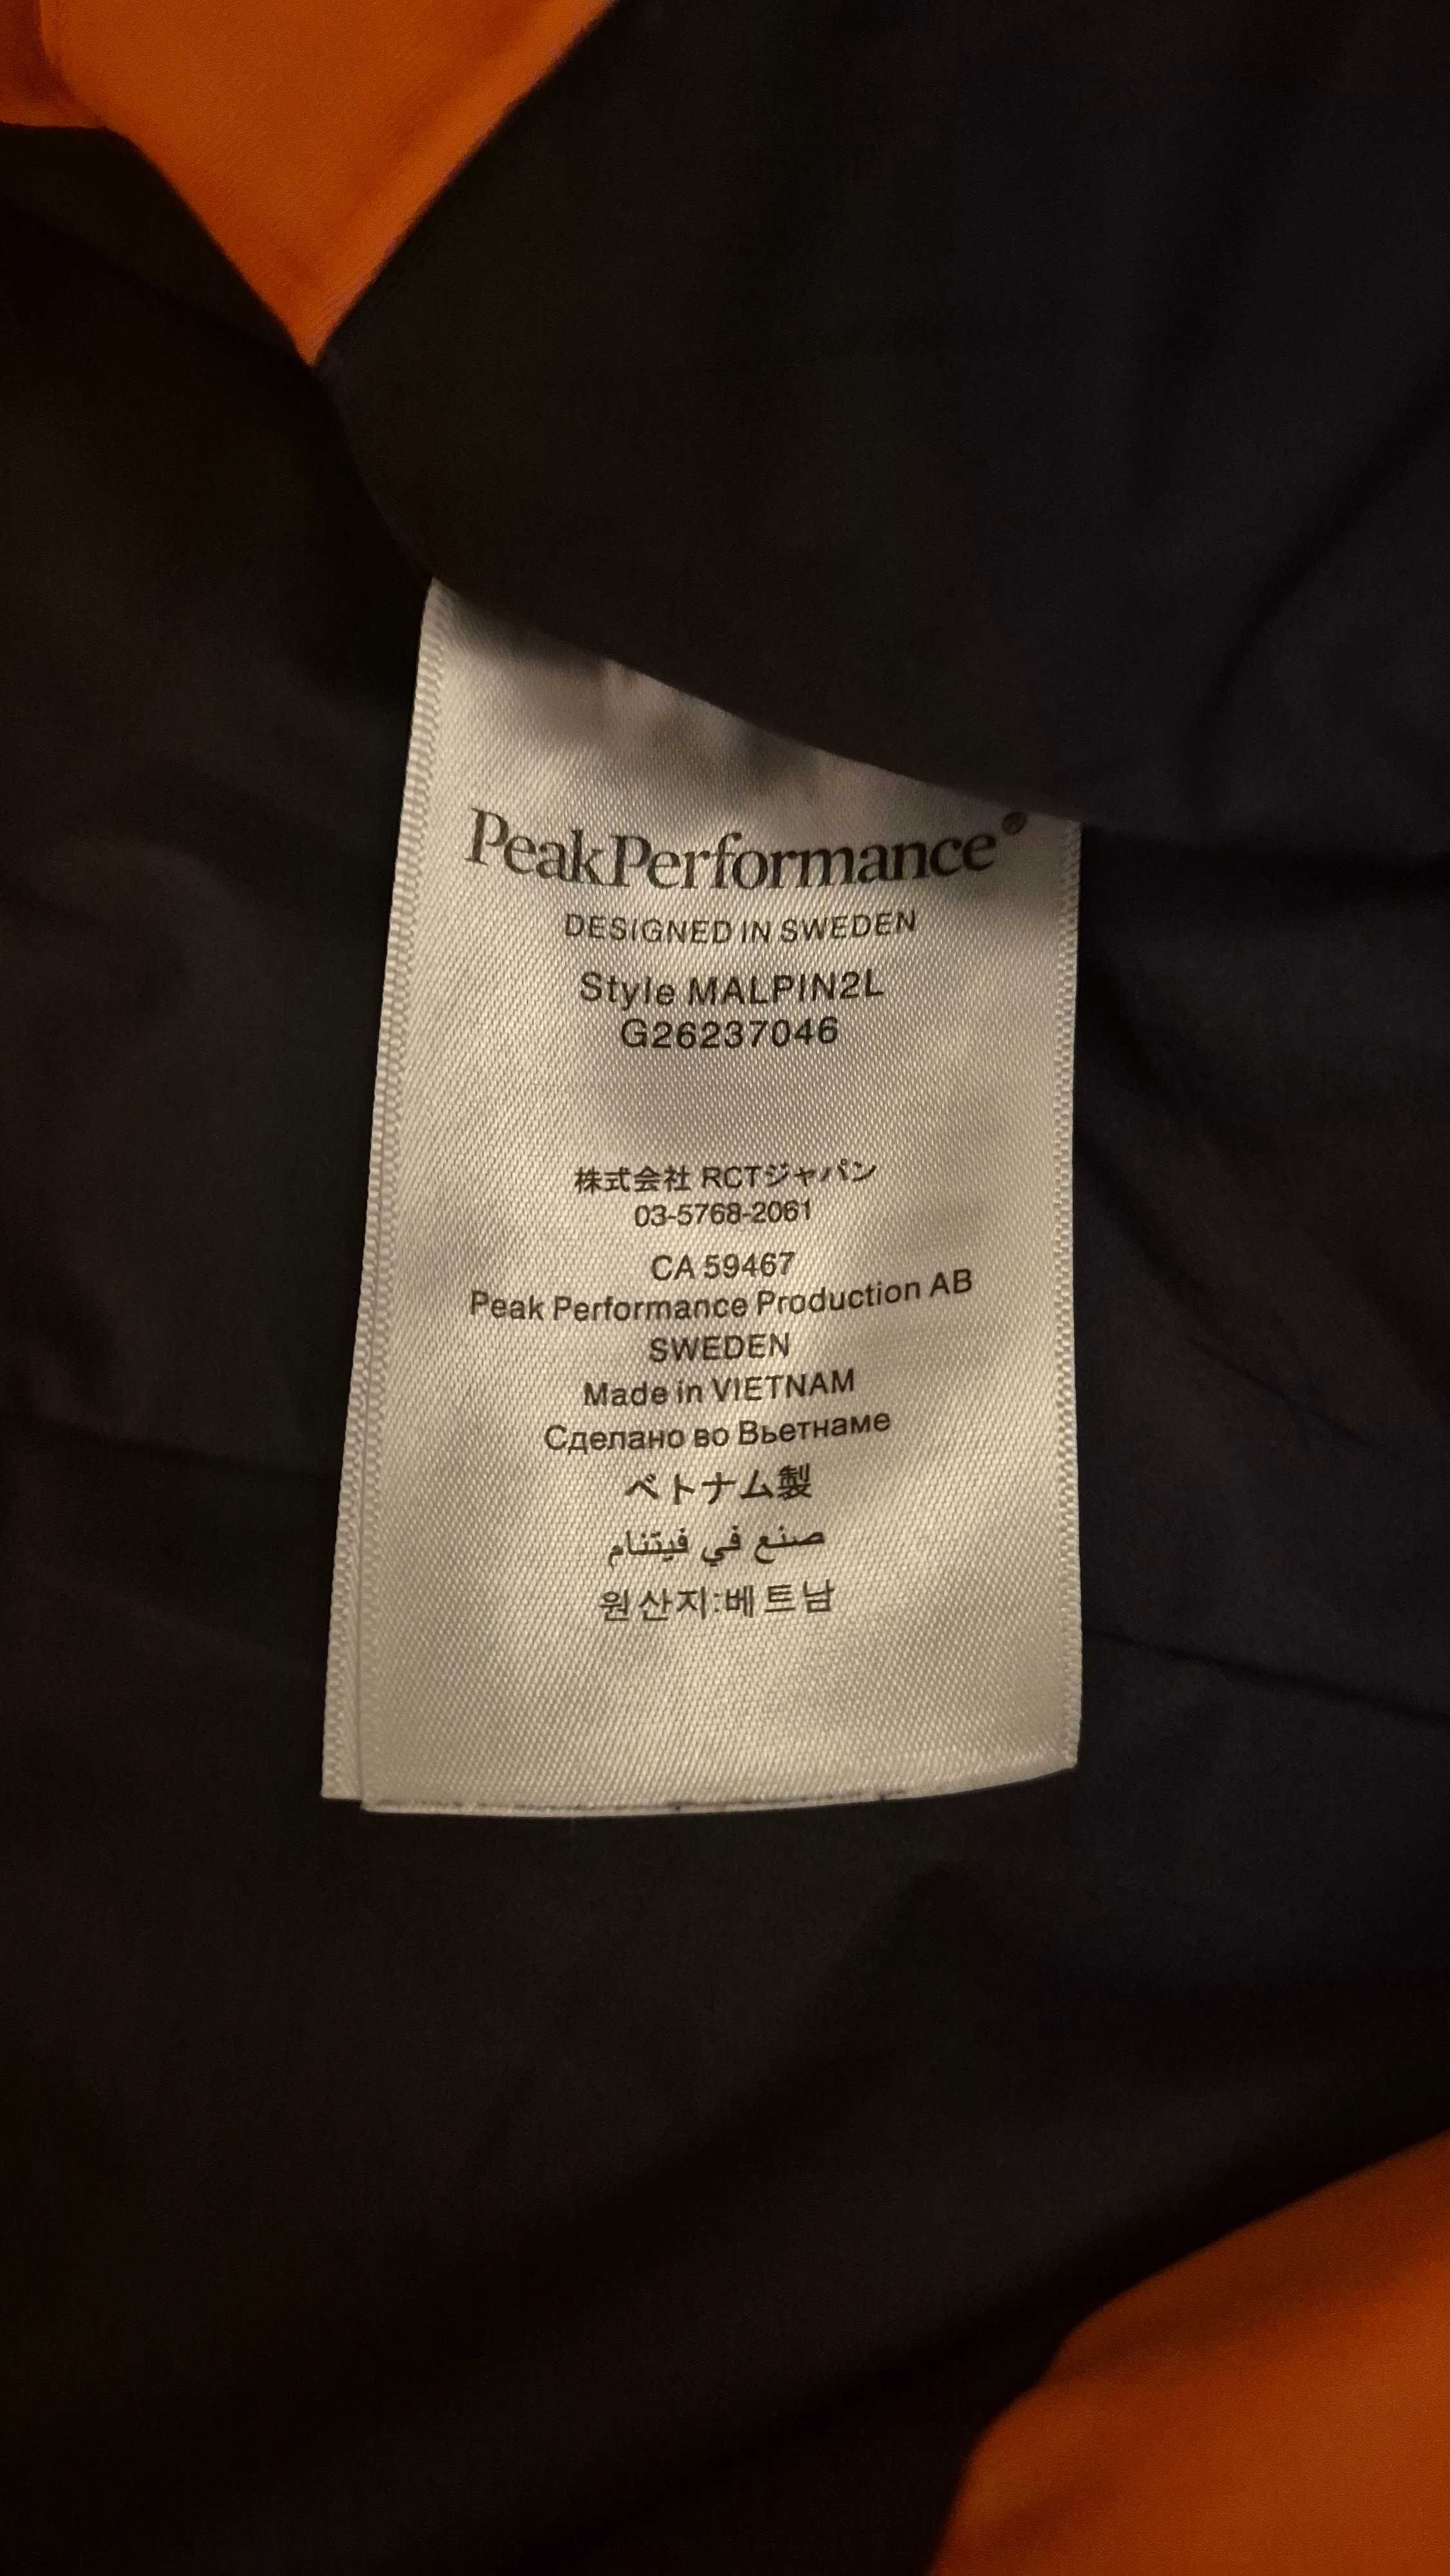 PeakPerformance®
DESIGNED IN SWEDEN
Style MALPIN2L
G26237046
株式会社 RCTジャパン
03-5768-2061
CA 59467
Peak Performance Production AB
SWEDEN
Made in VIETNAM
Сделано во Вьетнаме
ベトナム製
صنع في فيتنام
원산지:베트남